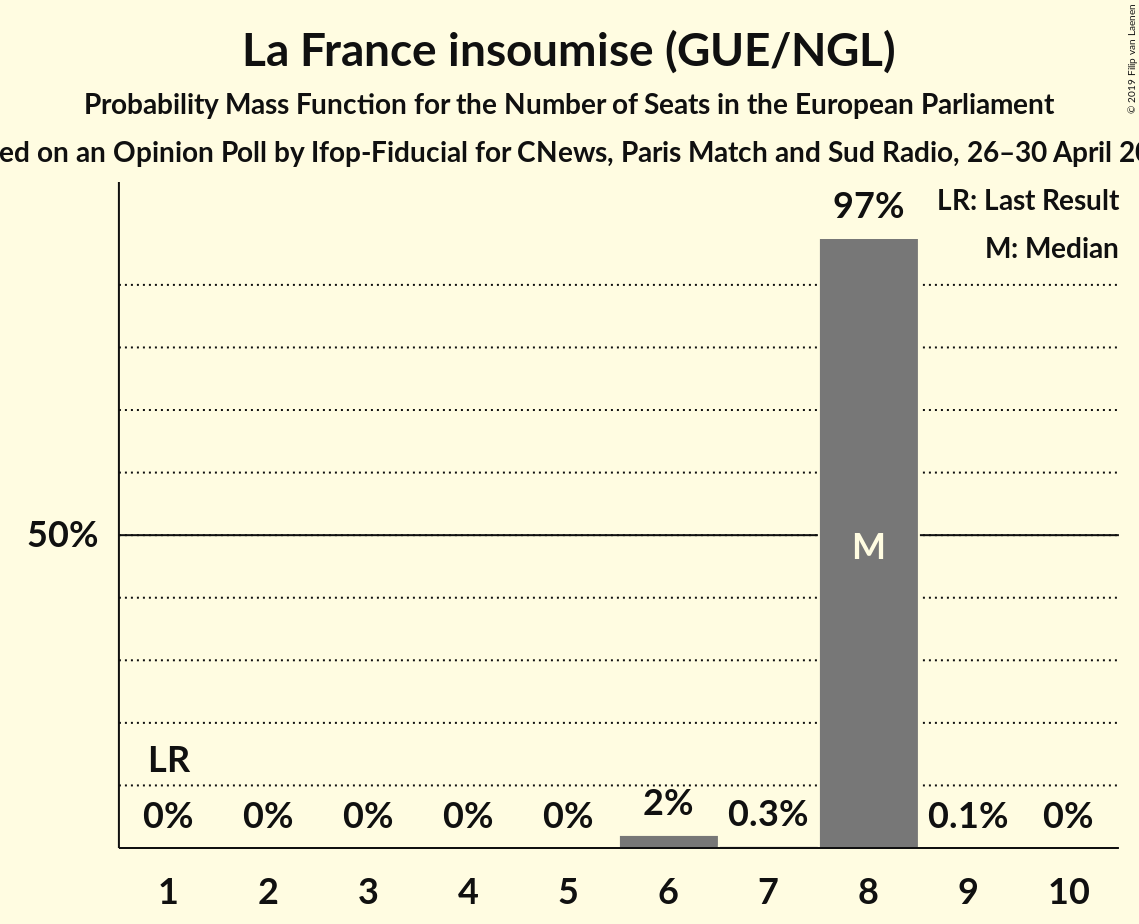 La France insoumise (GUE/NGL)
Probability Mass Function for the Number of Seats in the European Parliament
on an Opinion Poll by Ifop-Fiducial for CNews, Paris Match and Sud Radio, 26–30 April
© 2019 Filip van Laenen
LR: Last Result
M: Median
97%
50%
M
LR
0% 0% 0% 0% 0% 2% 0.3% 0.1% 0%
1 2 3 4 5 6 7 8 9 10